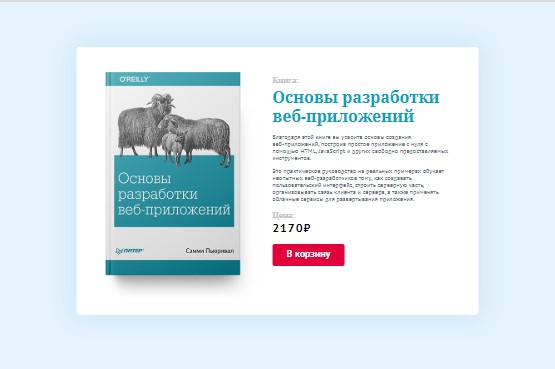 O'REILLY®
Основы
разработки
веб-приложений
ПИТЕР®
Сэмми Пьюривал
Книга:
Основы разработки
веб-приложений
Благодаря этой книге вы усвоите основы создания
веб-приложений, построив простое приложение с нуля с
помощью HTML, JavaScript и других свободно предоставляемых
инструментов.
Это практическое руководство на реальных примерах обучает
неопытных веб-разработчиков тому, как создавать
пользовательский интерфейс, строить серверную часть,
организовывать связь клиента и сервера, а также применять
облачные сервисы для развертывания приложения.
Цена:
2170₽
В корзину